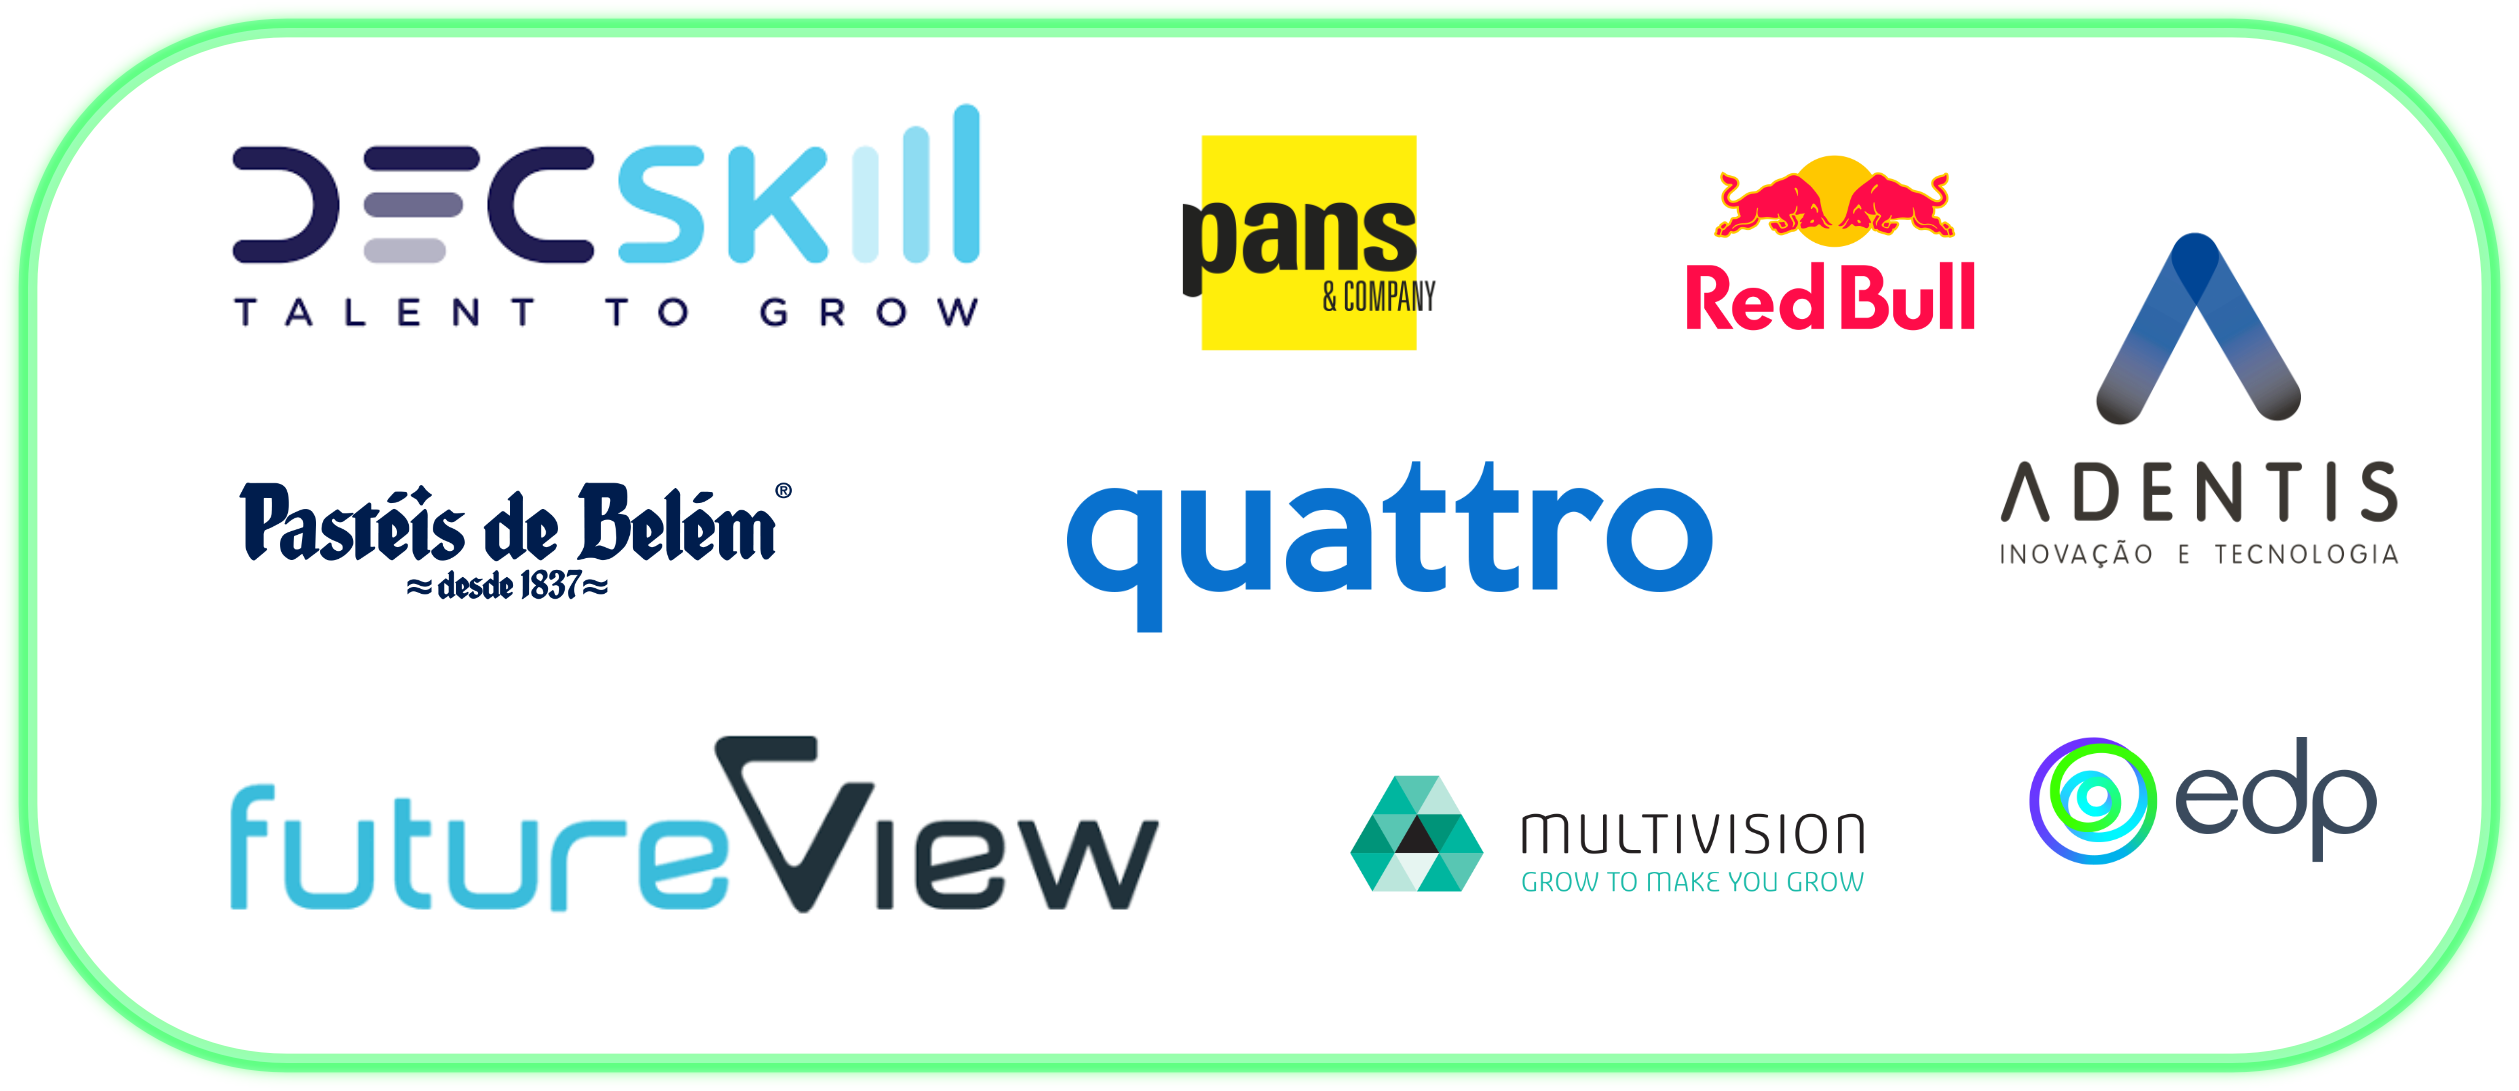 DECSKILL
TALENT TO GROW
pans
& COMPANY
Red Bull
ADENTIS
INOVAÇÃO E TECNOLOGIA
Pastéis de Belém®
desde 1837
quattro
futureView
MULTIVISION
GROW TO MAKE YOU GROW
edp